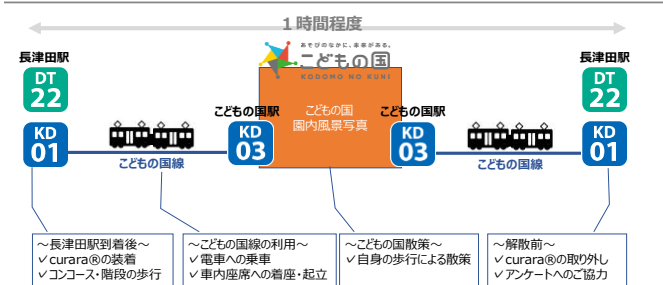 １時間程度
長津田駅
DT
22
KD
01
こどもの国線
こどもの国駅
KD
03
あそびのなかに、未来がある。
こどもの国
KODOMO NO KUNI
こどもの国
園内風景写真
こどもの国駅
KD
03
こどもの国線
長津田駅
DT
22
KD
01
～長津田駅到着後～
✓curara®の装着
✓コンコース・階段の歩行
～こどもの国線の利用～
✓電車への乗車
✓車内座席への着座・起立
～こどもの国散策～
✓自身の歩行による散策
～解散前～
✓curara®の取り外し
✓アンケートへのご協力